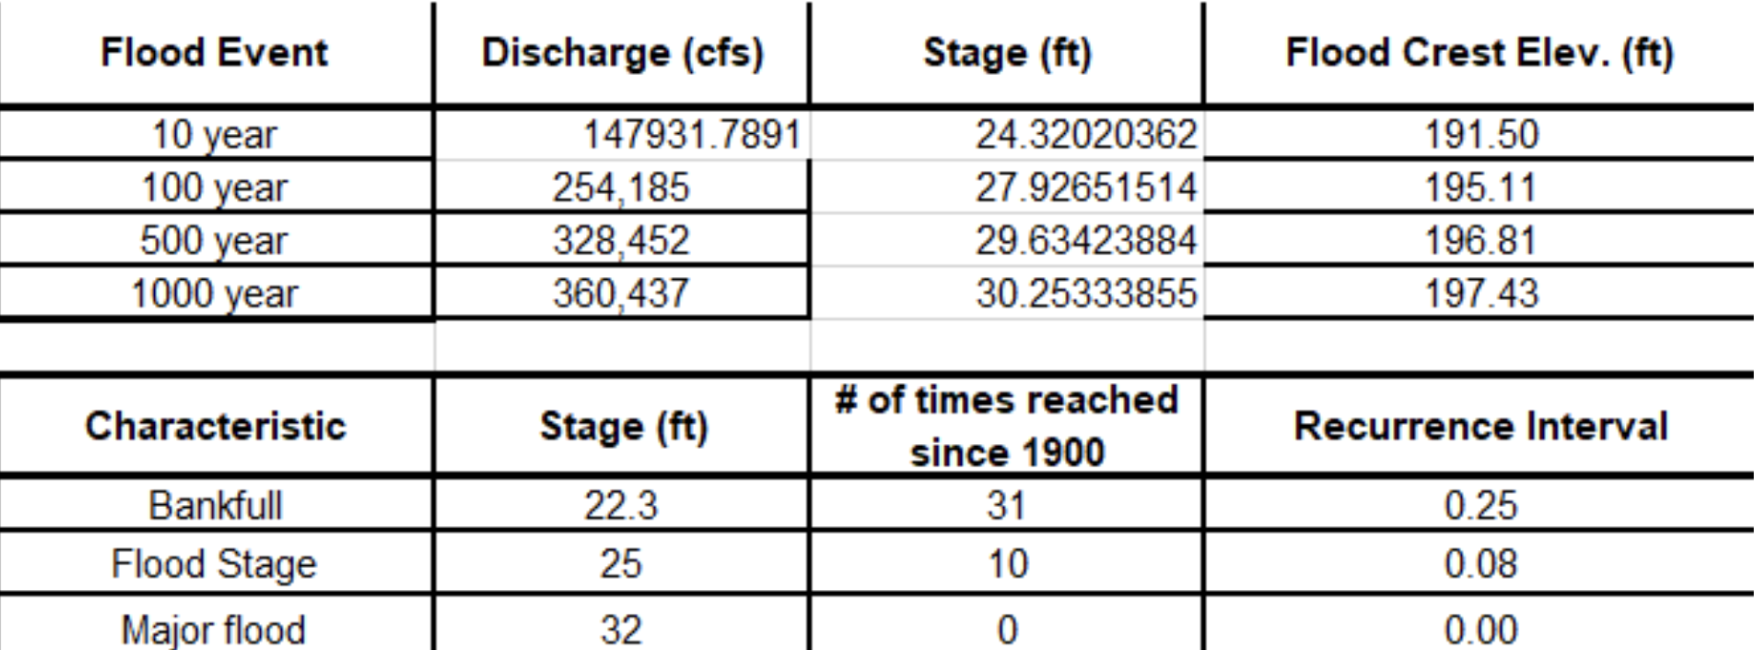 Flood Event Discharge (cfs) Stage (ft) Flood Crest Elev. (ft)
10 year 147931.7891 24.32020362 191.50
100 year 254,185 27.92651514 195.11
500 year 328,452 29.63423884 196.81
1000 year 360,437 30.25333855 197.43
Characteristic Stage (ft) # of times reached since 1900 Recurrence Interval
Bankfull 22.3 31 0.25
Flood Stage 25 10 0.08
Major flood 32 0 0.00